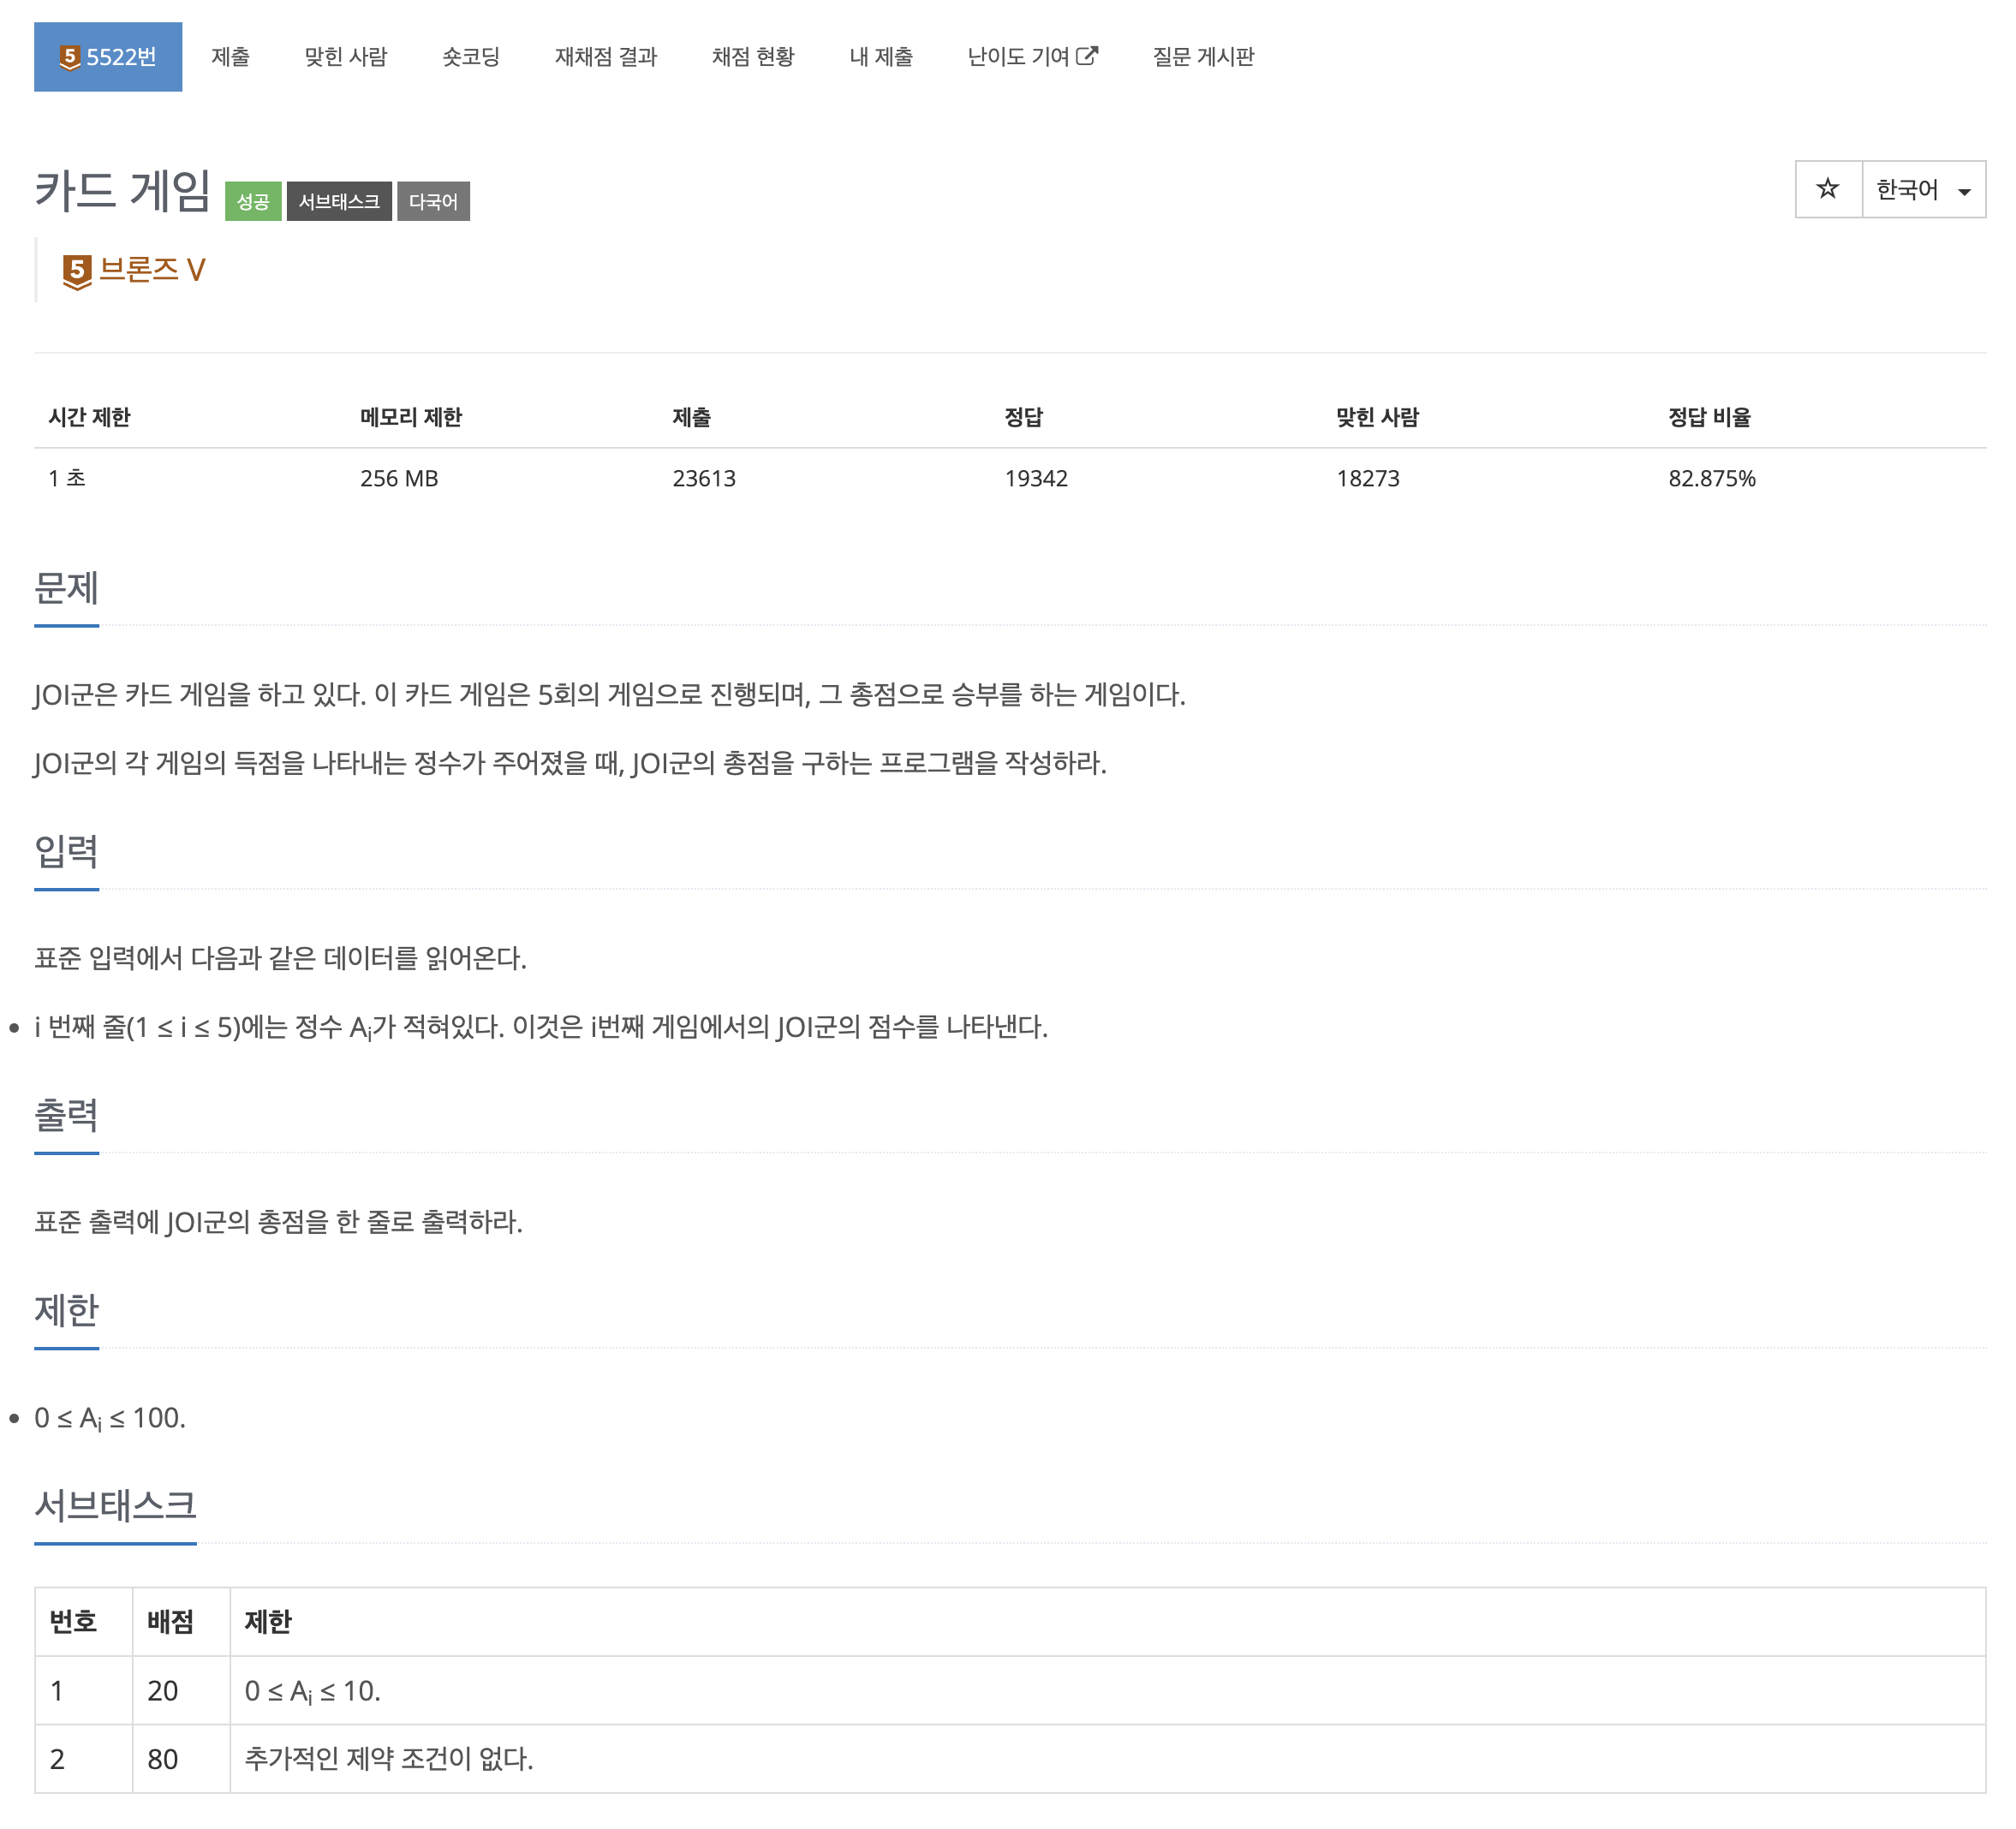 5 5522번 제출 맞힌 사람 숏코딩 재채점 결과 채점 현황 내 제출 난이도 기여 질문 게시판
카드 게임 성공 서브태스크 다국어 한국어
5 브론즈 V
시간 제한 메모리 제한 제출 정답 맞힌 사람 정답 비율
1 초 256 MB 23613 19342 18273 82.875%
문제
JOI군은 카드 게임을 하고 있다. 이 카드 게임은 5회의 게임으로 진행되며, 그 총점으로 승부를 하는 게임이다.
JOI군의 각 게임의 득점을 나타내는 정수가 주어졌을 때, JOI군의 총점을 구하는 프로그램을 작성하라.
입력
표준 입력에서 다음과 같은 데이터를 읽어온다.
• i 번째 줄(1 ≤ i ≤ 5)에는 정수 Ai가 적혀있다. 이것은 i번째 게임에서의 JOI군의 점수를 나타낸다.
출력
표준 출력에 JOI군의 총점을 한 줄로 출력하라.
제한
• 0 ≤ Ai ≤ 100.
서브태스크
번호 배점 제한
1 20 0 ≤ Ai ≤ 10.
2 80 추가적인 제약 조건이 없다.